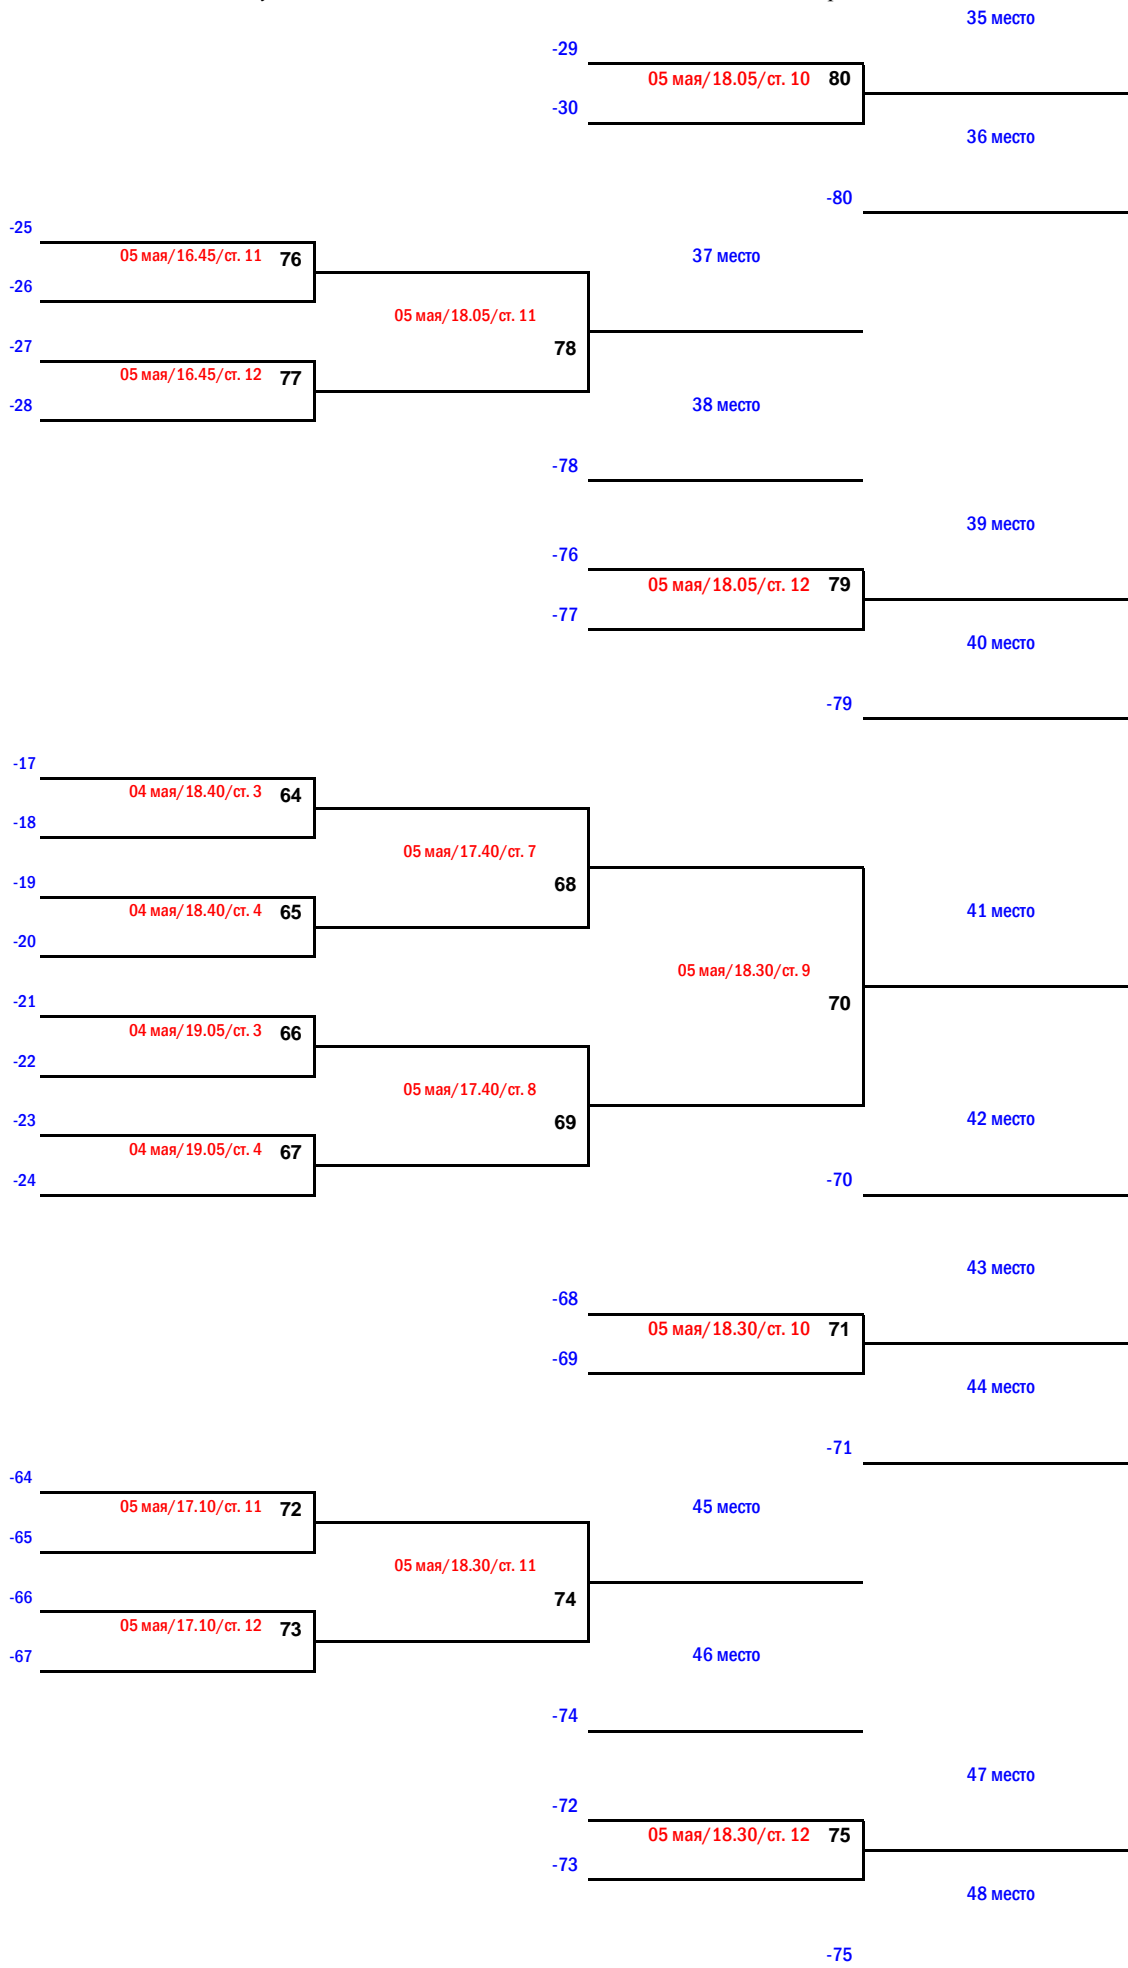 35 место
-29
05 мая/18.05/ст. 10 80
-30
36 место
-80
-25
05 мая/16.45/ст. 11 76
37 место
-26
05 мая/18.05/ст. 11
-27
78
05 мая/16.45/ст. 12 77
-28
38 место
-78
39 место
-76
05 мая/18.05/ст. 12 79
-77
40 место
-79
-17
04 мая/18.40/ст. 3 64
-18
05 мая/17.40/ст. 7
-19
68
04 мая/18.40/ст. 4 65
41 место
-20
05 мая/18.30/ст. 9
-21
70
04 мая/19.05/ст. 3 66
-22
05 мая/17.40/ст. 8
-23
69
42 место
04 мая/19.05/ст. 4 67
-24
-70
43 место
-68
05 мая/18.30/ст. 10 71
-69
44 место
-71
-64
05 мая/17.10/ст. 11 72
45 место
-65
05 мая/18.30/ст. 11
-66
74
05 мая/17.10/ст. 12 73
-67
46 место
-74
47 место
-72
05 мая/18.30/ст. 12 75
-73
48 место
-75